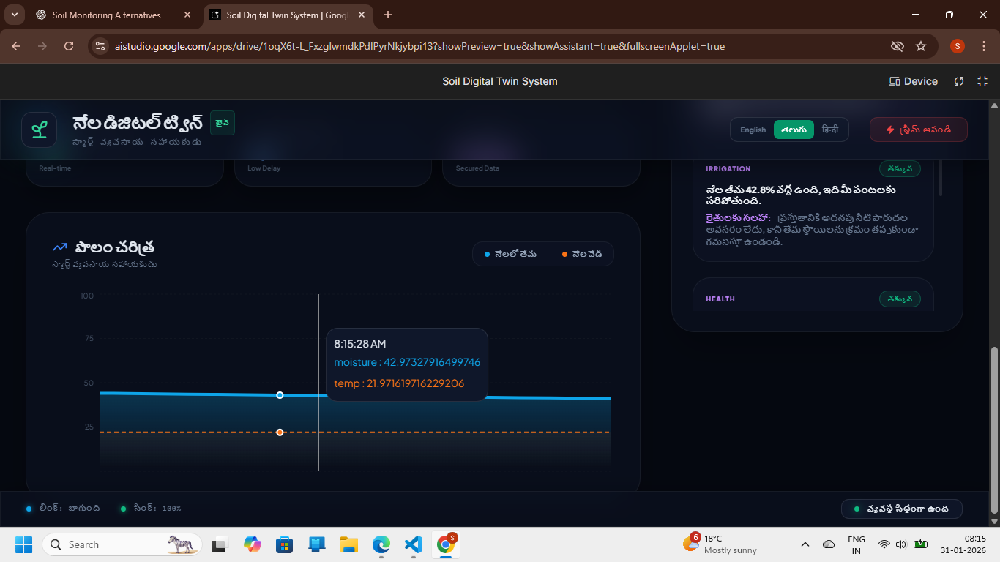 Soil Monitoring Alternatives
Soil Digital Twin System | Goog
aistudio.google.com/apps/drive/1oqX6t-L_FxzglwmdkPdIPyrNkjybpi13?showPreview=true&showAssistant=true&fullscreenApplet=true
S
Soil Digital Twin System
Device
నేల డిజిటల్ ట్విన్
లైవ్
స్మార్ట్ వ్యవసాయ సహాయకుడు
English
తెలుగు
हिन्दी
స్ట్రీమ్ ఆపండి
Real-time
Low Delay
Secured Data
పొలం చరిత్ర
స్మార్ట్ వ్యవసాయ సహాయకుడు
నేలలో తేమ
నేల వేడి
100
75
50
25
8:15:28 AM
moisture : 42.97327916499746
temp : 21.971619716229206
IRRIGATION
తక్కువ
నేల తేమ 42.8% వద్ద ఉంది, ఇది మీ పంటలకు
సరిపోతుంది.
రైతులకు సలహా: ప్రస్తుతానికి అదనపు నీటి పారుదల
అవసరం లేదు, కానీ తేమ స్థాయిలను క్రమం తప్పకుండా
గమనిస్తూ ఉండండి.
HEALTH
తక్కువ
లింక్: బాగుంది
సింక్: 100%
వ్యవస్థ సిద్ధంగా ఉంది
Search
S
6
18°C
Mostly sunny
ENG
IN
08:15
31-01-2026